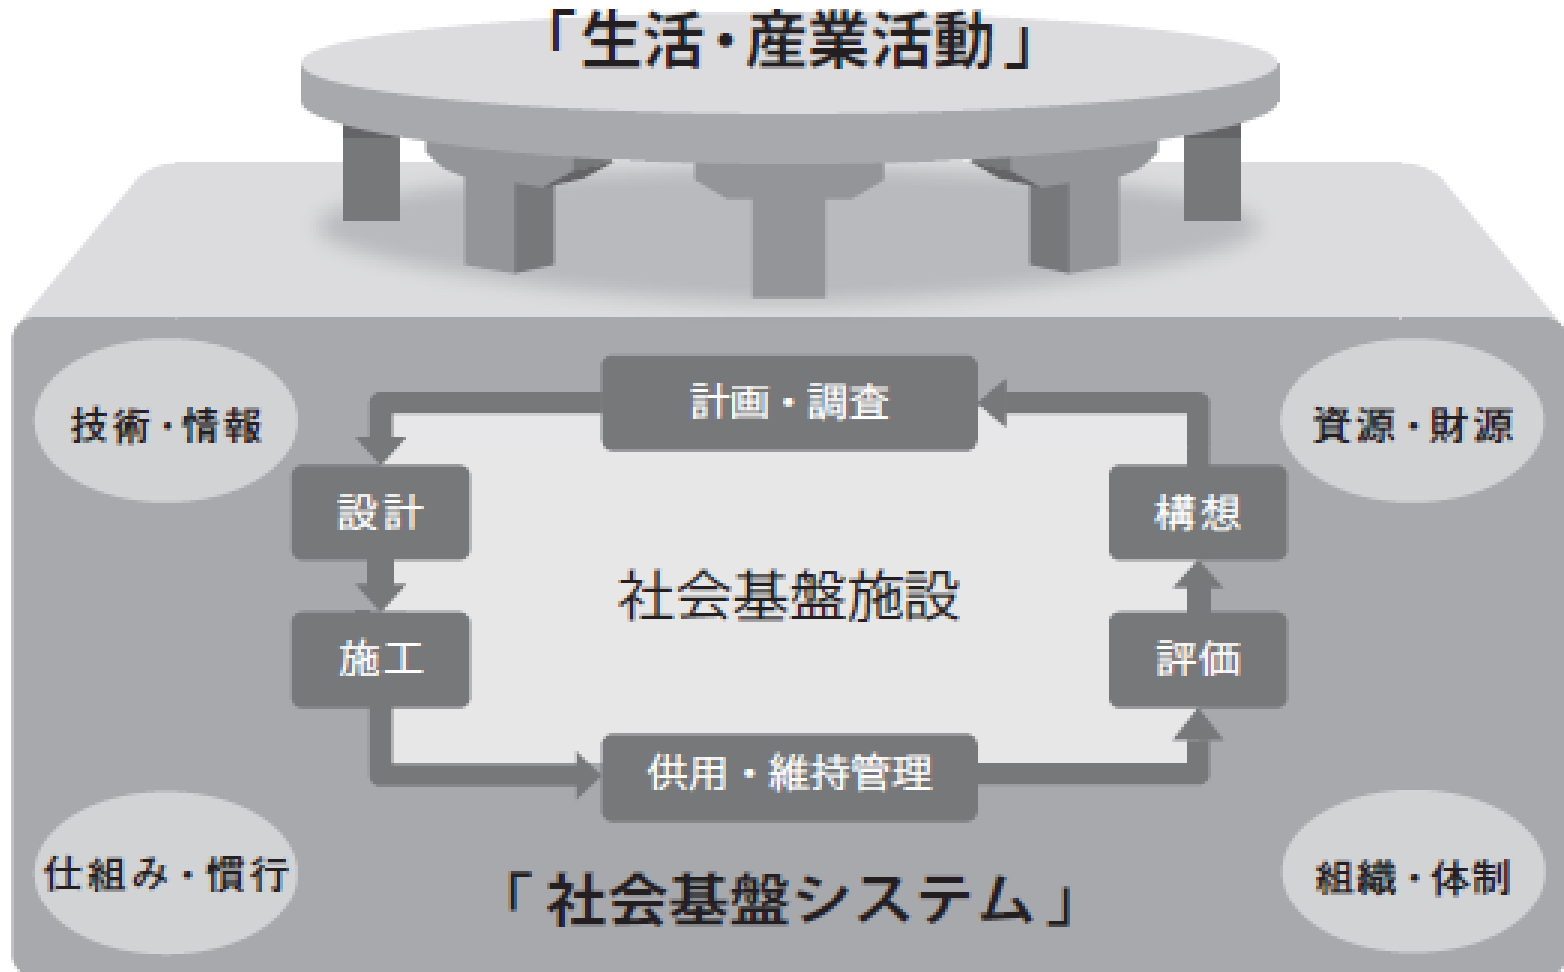 「生活・産業活動」
技術・情報
計画・調査
資源・財源
設計
構想
社会基盤施設
施工
評価
供用・維持管理
仕組み・慣行
「社会基盤システム」
組織・体制